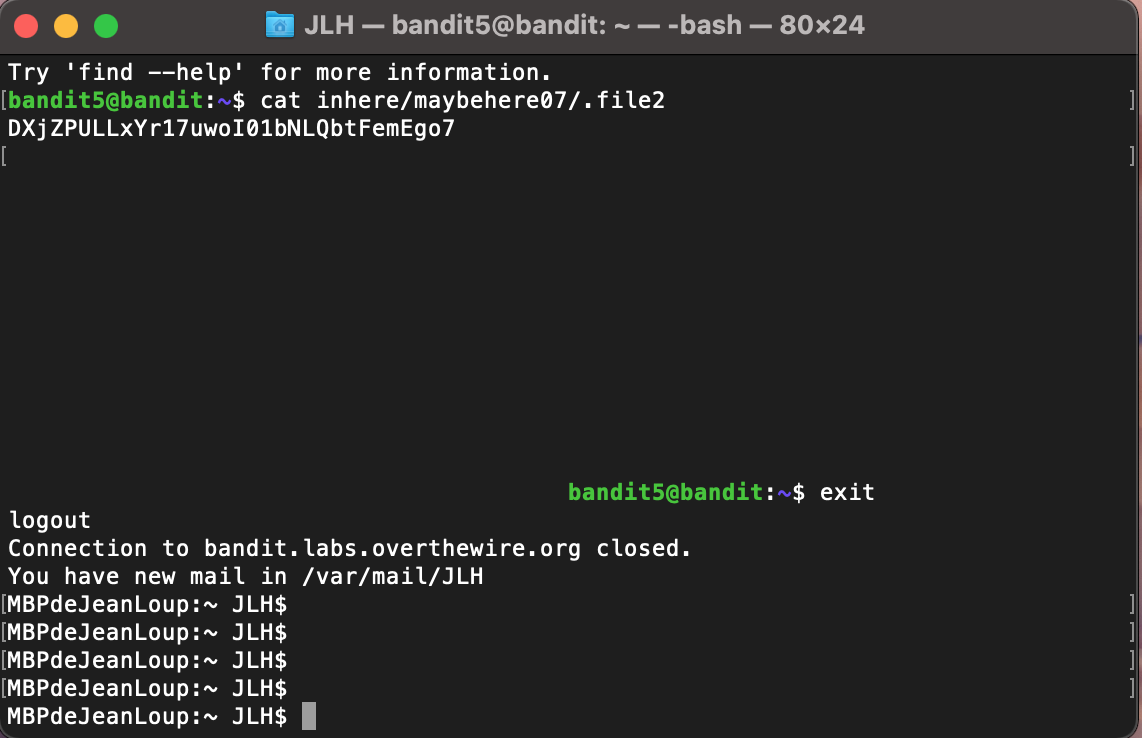 JLH — bandit5@bandit: ~ — -bash — 80×24
Try 'find --help' for more information.
[bandit5@bandit:~$ cat inhere/maybehere07/.file2 ]
DXjZPULLxYr17uwoI01bNLQbtFemEgo7
[ ]
bandit5@bandit:~$ exit
logout
Connection to bandit.labs.overthewire.org closed.
You have new mail in /var/mail/JLH
[MBPdeJeanLoup:~ JLH$ ]
[MBPdeJeanLoup:~ JLH$ ]
[MBPdeJeanLoup:~ JLH$ ]
[MBPdeJeanLoup:~ JLH$ ]
MBPdeJeanLoup:~ JLH$